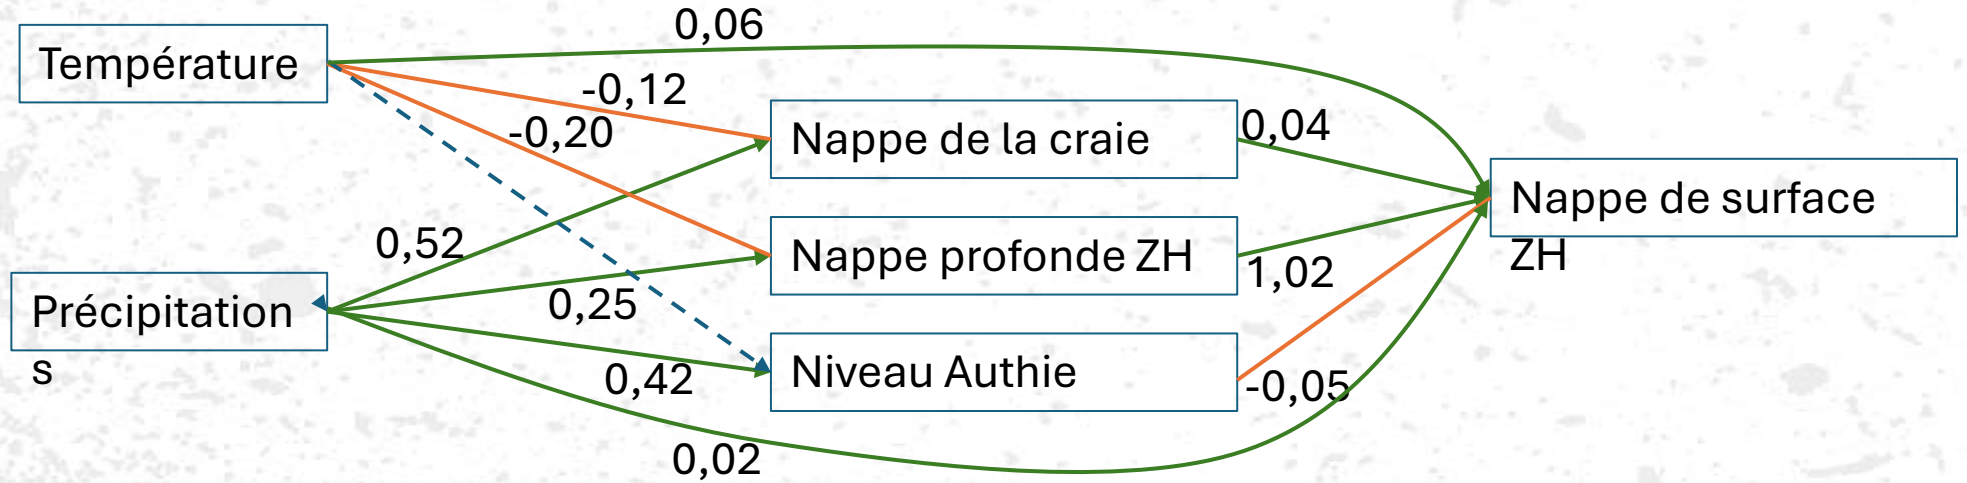 0,06
Température
-0,12
-0,20
Nappe de la craie
0,04
Nappe de surface
ZH
0,52
Nappe profonde ZH
1,02
Précipitation
s
0,25
0,42
Niveau Authie
-0,05
0,02